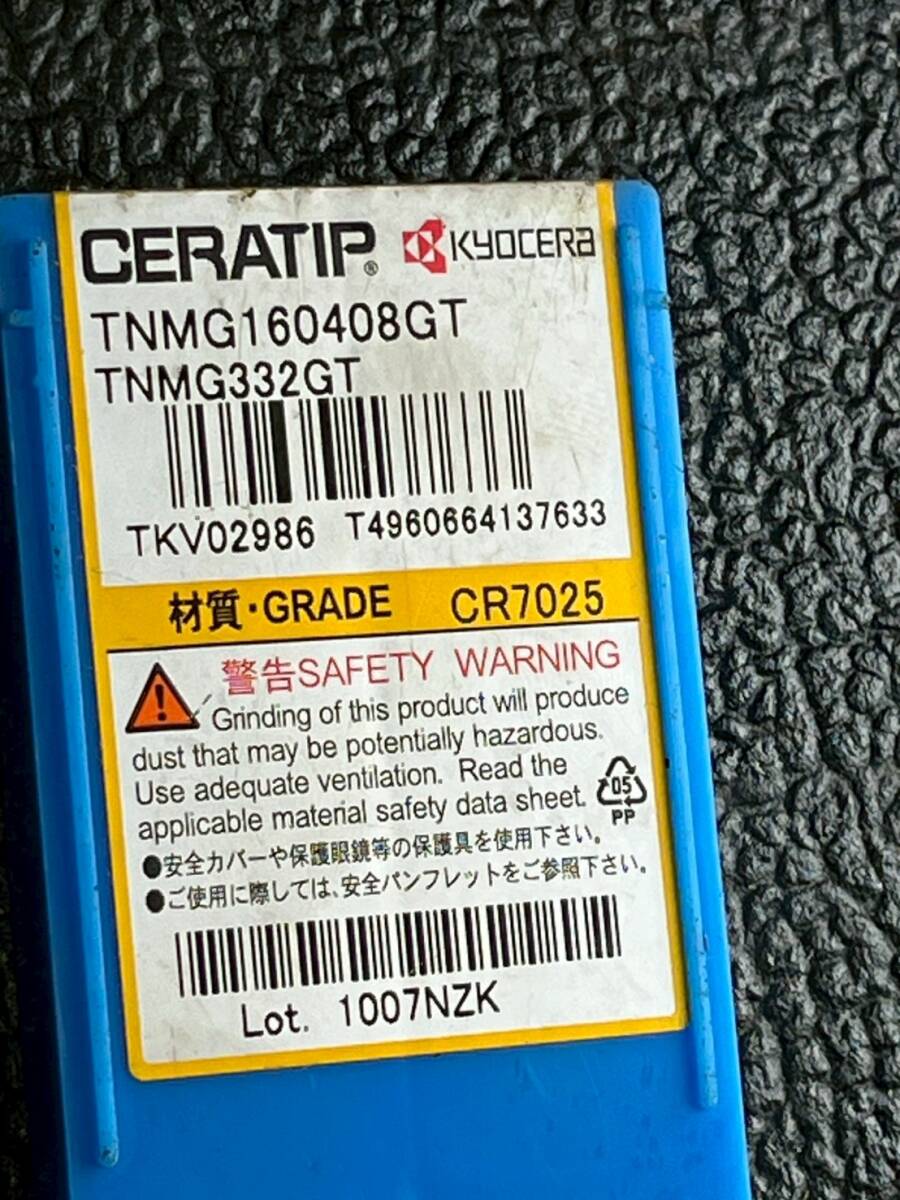 CERATIP® KYOCERA
TNMG160408GT
TNMG332GT
TKV02986 T4960664137633
材質・GRADE CR7025
警告SAFETY WARNING
Grinding of this product will produce
dust that may be potentially hazardous.
Use adequate ventilation. Read the
applicable material safety data sheet.
05
PP
●安全カバーや保護眼鏡等の保護具を使用下さい。
●ご使用に際しては、安全パンフレットをご参照下さい。
Lot. 1007NZK